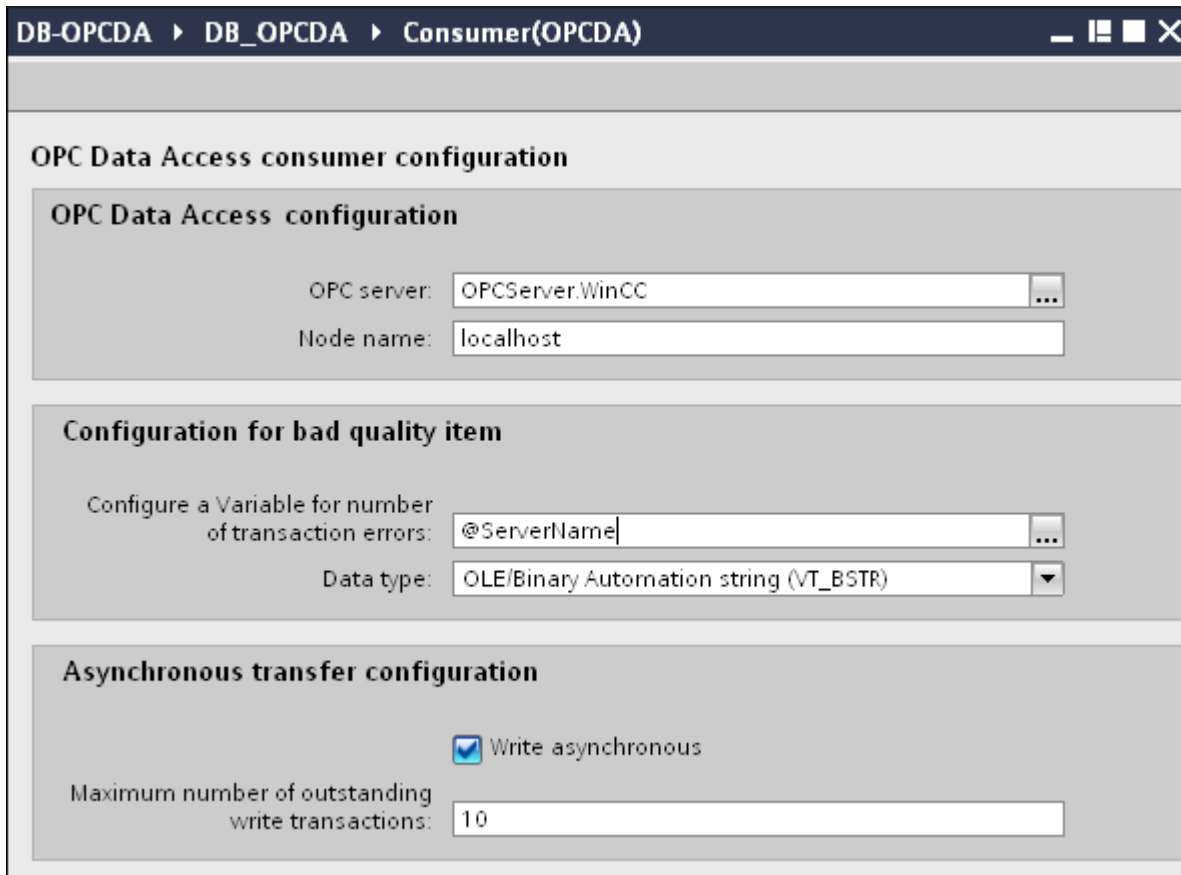 DB-OPCDA ▸ DB_OPCDA ▸ Consumer(OPCDA)
OPC Data Access consumer configuration
OPC Data Access configuration
OPC server: OPCServer.WinCC ...
Node name: localhost
Configuration for bad quality item
Configure a Variable for number
of transaction errors: @ServerName ...
Data type: OLE/Binary Automation string (VT_BSTR)
Asynchronous transfer configuration
Write asynchronous
Maximum number of outstanding
write transactions: 10